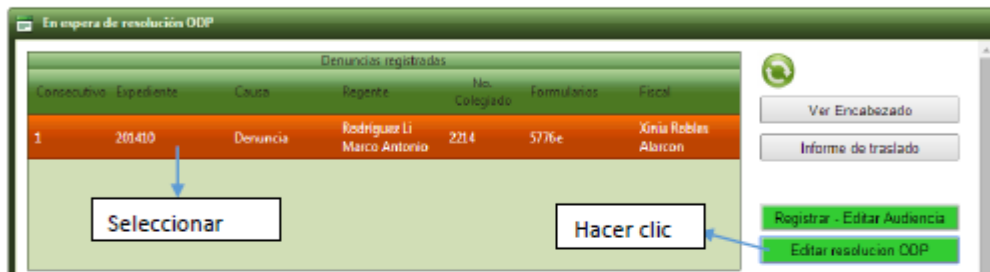 En espera de resolución ODP
Denuncias registradas
Consecutivo Expediente Causa Regente No. Colegiado Formularios Fiscal
1 201410 Denuncia Rodríguez Li Marco Antonio 2214 5776e Xinia Robles Alarcon
Ver Encabezado
Informe de traslado
Seleccionar
Hacer clic
Registrar - Editar Audiencia
Editar resolucion ODP